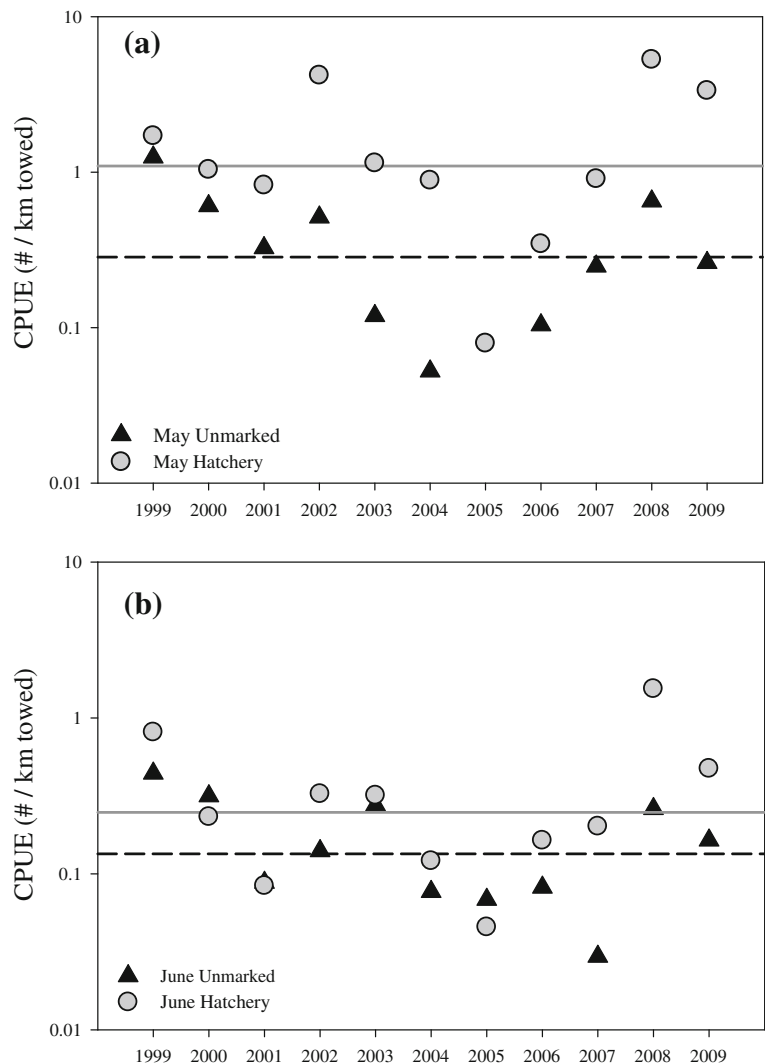 (a)
10
1
0.1
0.01
CPUE (# / km towed)
May Unmarked
May Hatchery
1999 2000 2001 2002 2003 2004 2005 2006 2007 2008 2009
(b)
10
1
0.1
0.01
CPUE (# / km towed)
June Unmarked
June Hatchery
1999 2000 2001 2002 2003 2004 2005 2006 2007 2008 2009